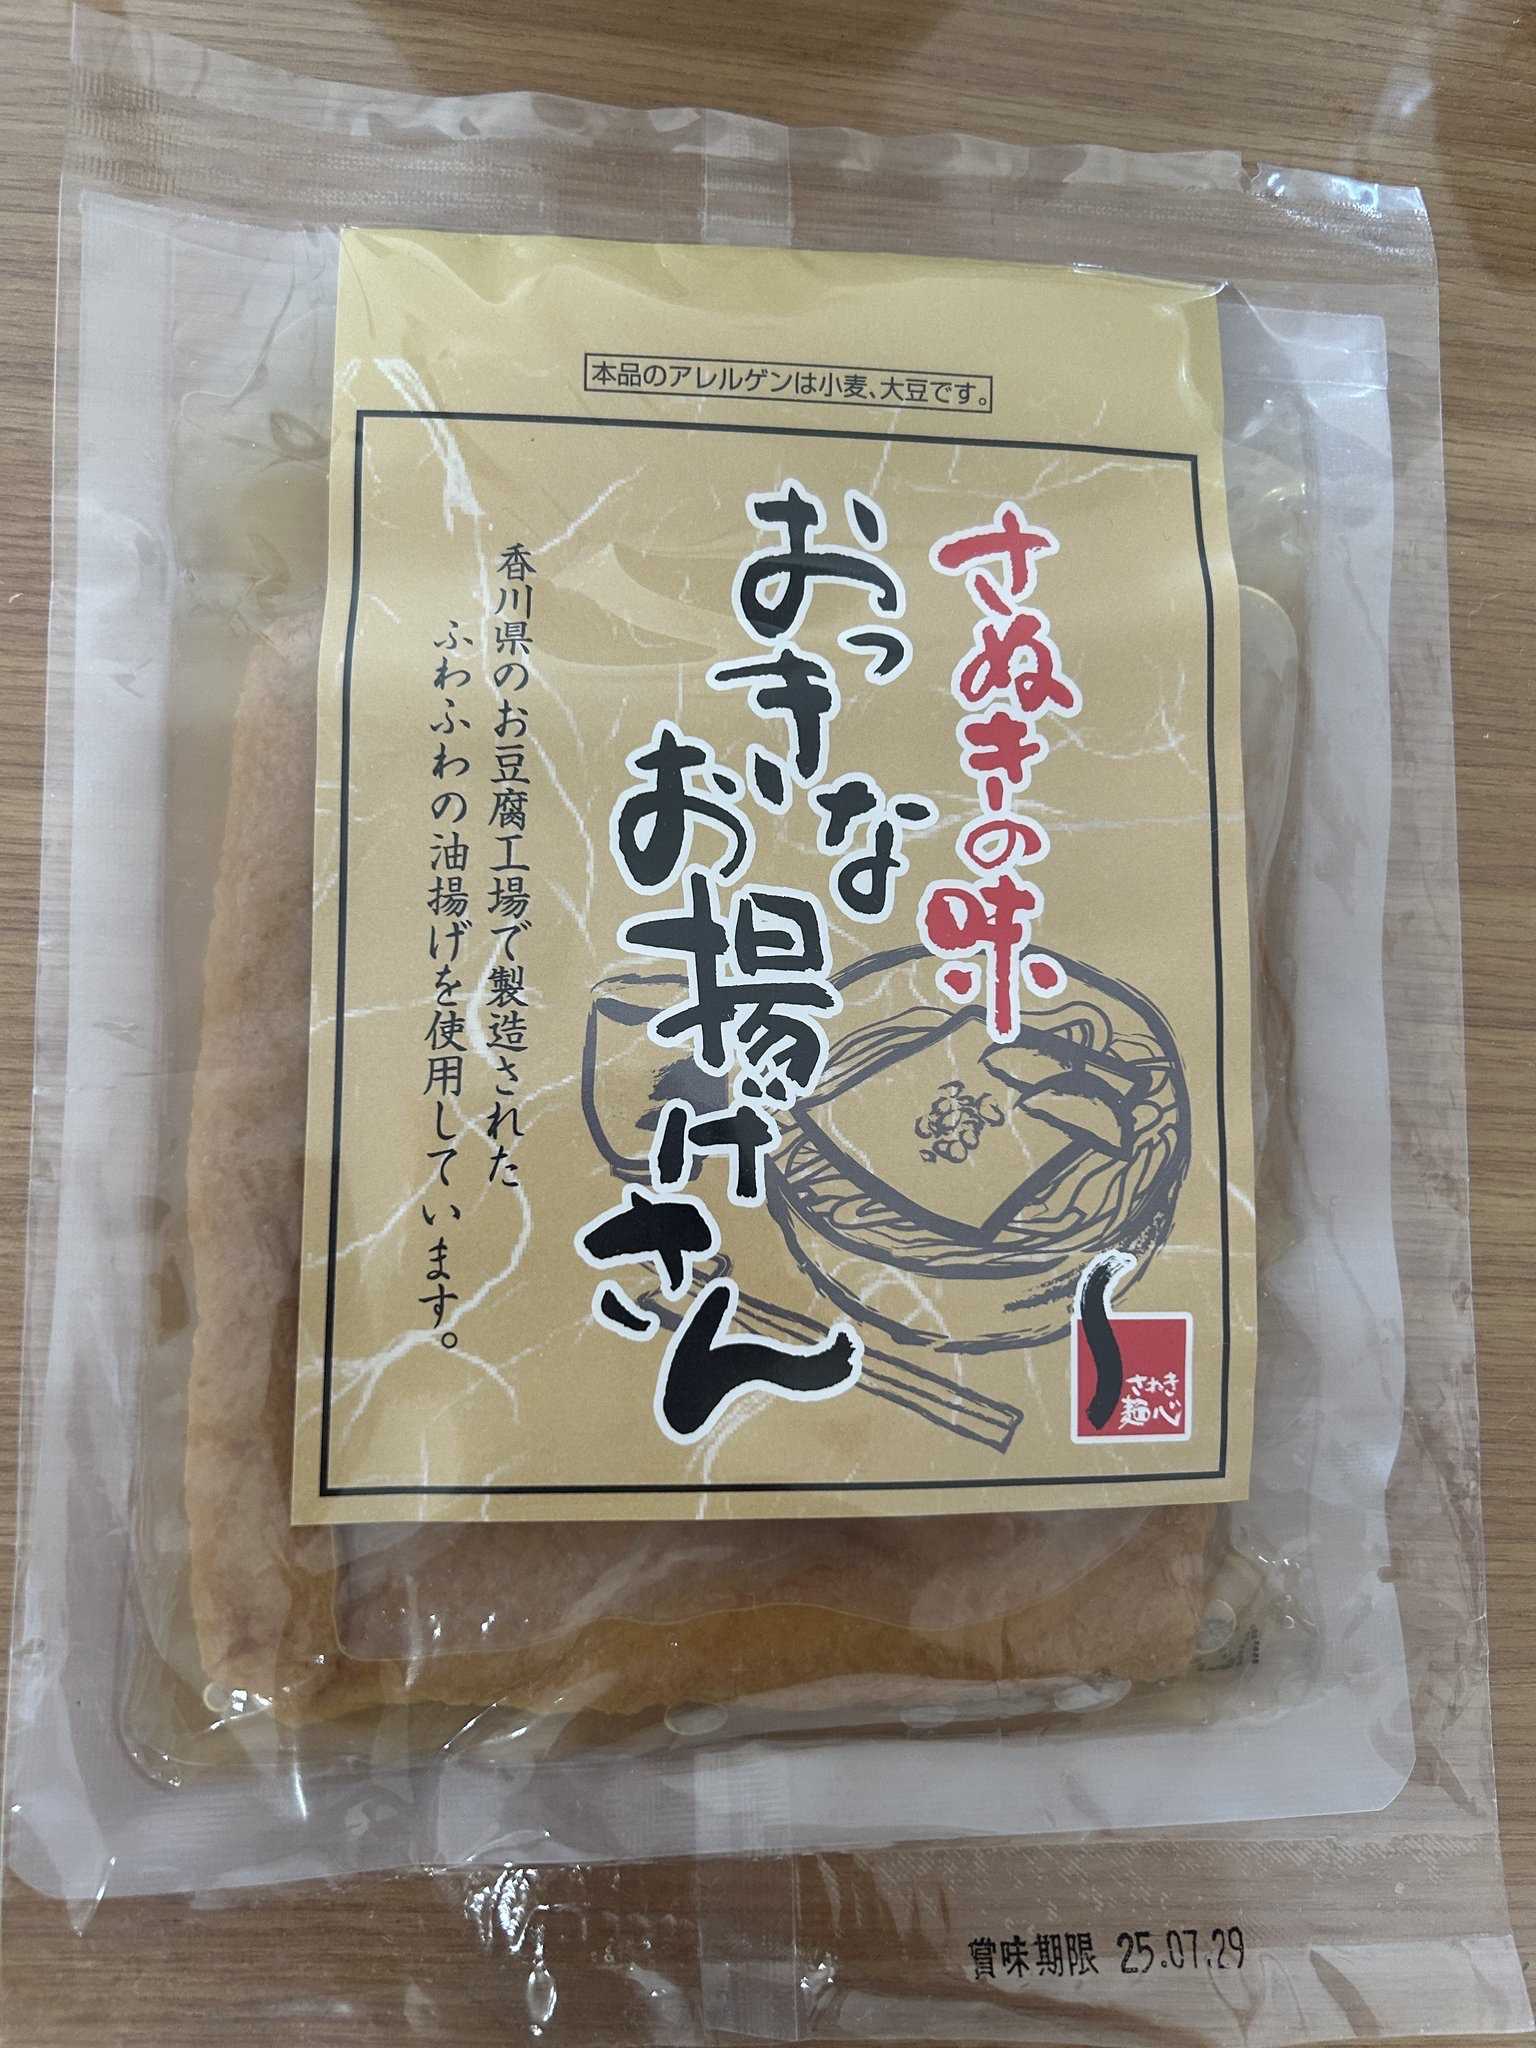 本品のアレルゲンは小麦、大豆です。
さぬきの味
おっきな
お揚げさん
香川県のお豆腐工場で製造された
ふわふわの油揚げを使用しています。
さぬき
麺心
賞味期限 25.07.29